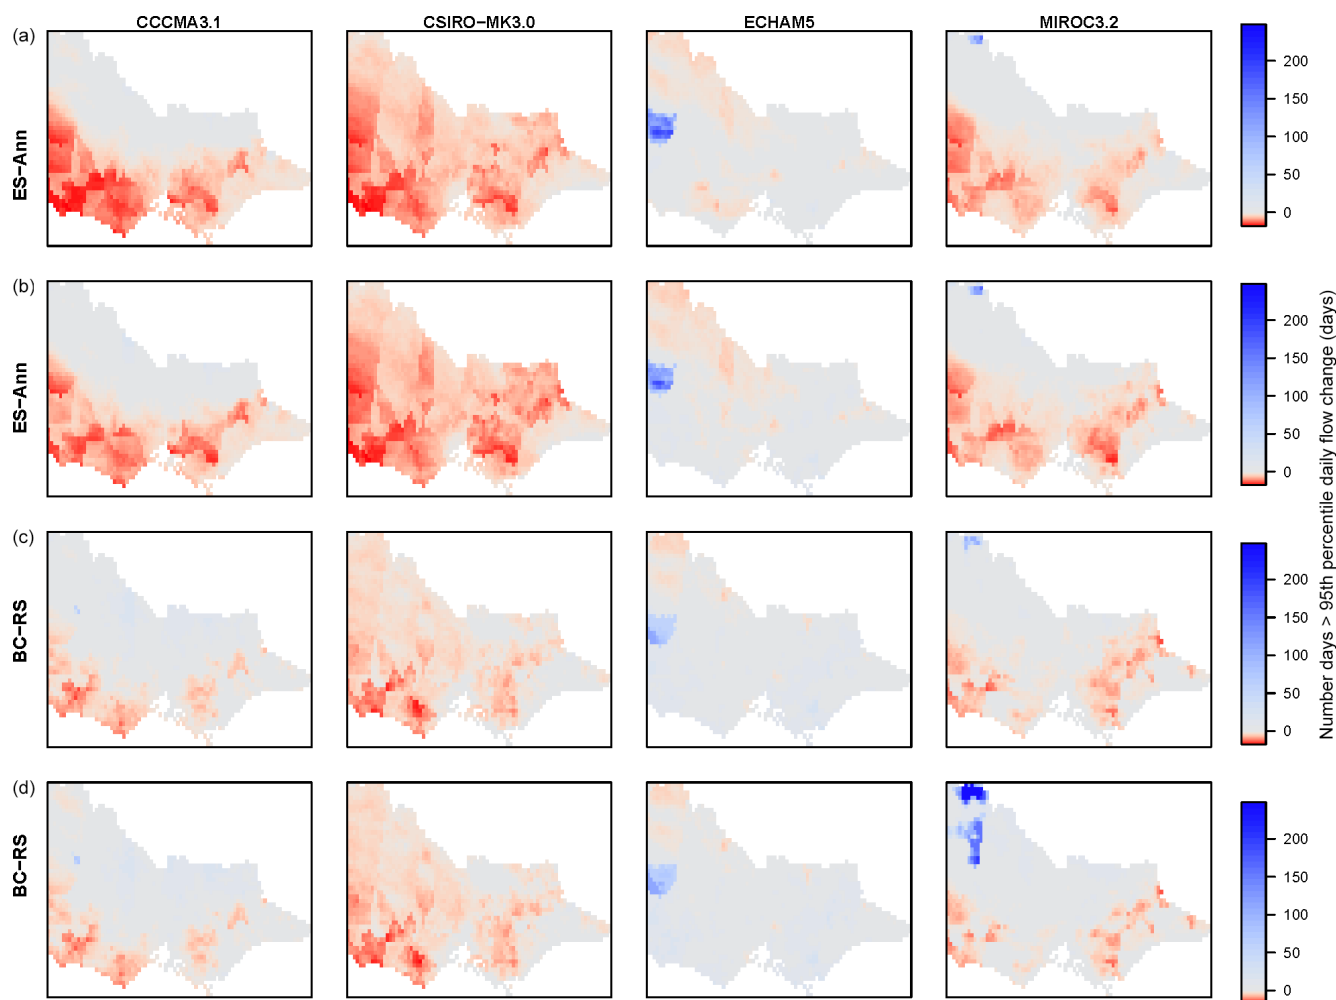 CCCMA3.1 CSIRO−MK3.0 ECHAM5 MIROC3.2
(a)
ES−Ann
200
150
100
50
0
(b)
ES−Ann
200
150
100
50
0
(c)
BC−RS
200
150
100
50
0
(d)
BC−RS
200
150
100
50
0
Number days > 95th percentile daily flow change (days)